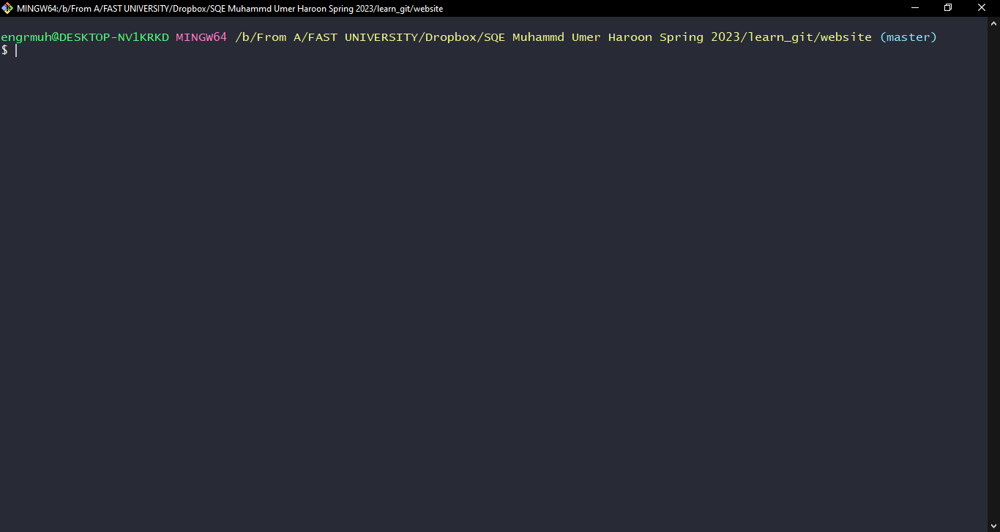 MINGW64:/b/From A/FAST UNIVERSITY/Dropbox/SQE Muhammd Umer Haroon Spring 2023/learn_git/website
engrmuh@DESKTOP-NV1KRKD MINGW64 /b/From A/FAST UNIVERSITY/Dropbox/SQE Muhammd Umer Haroon Spring 2023/learn_git/website (master)
$